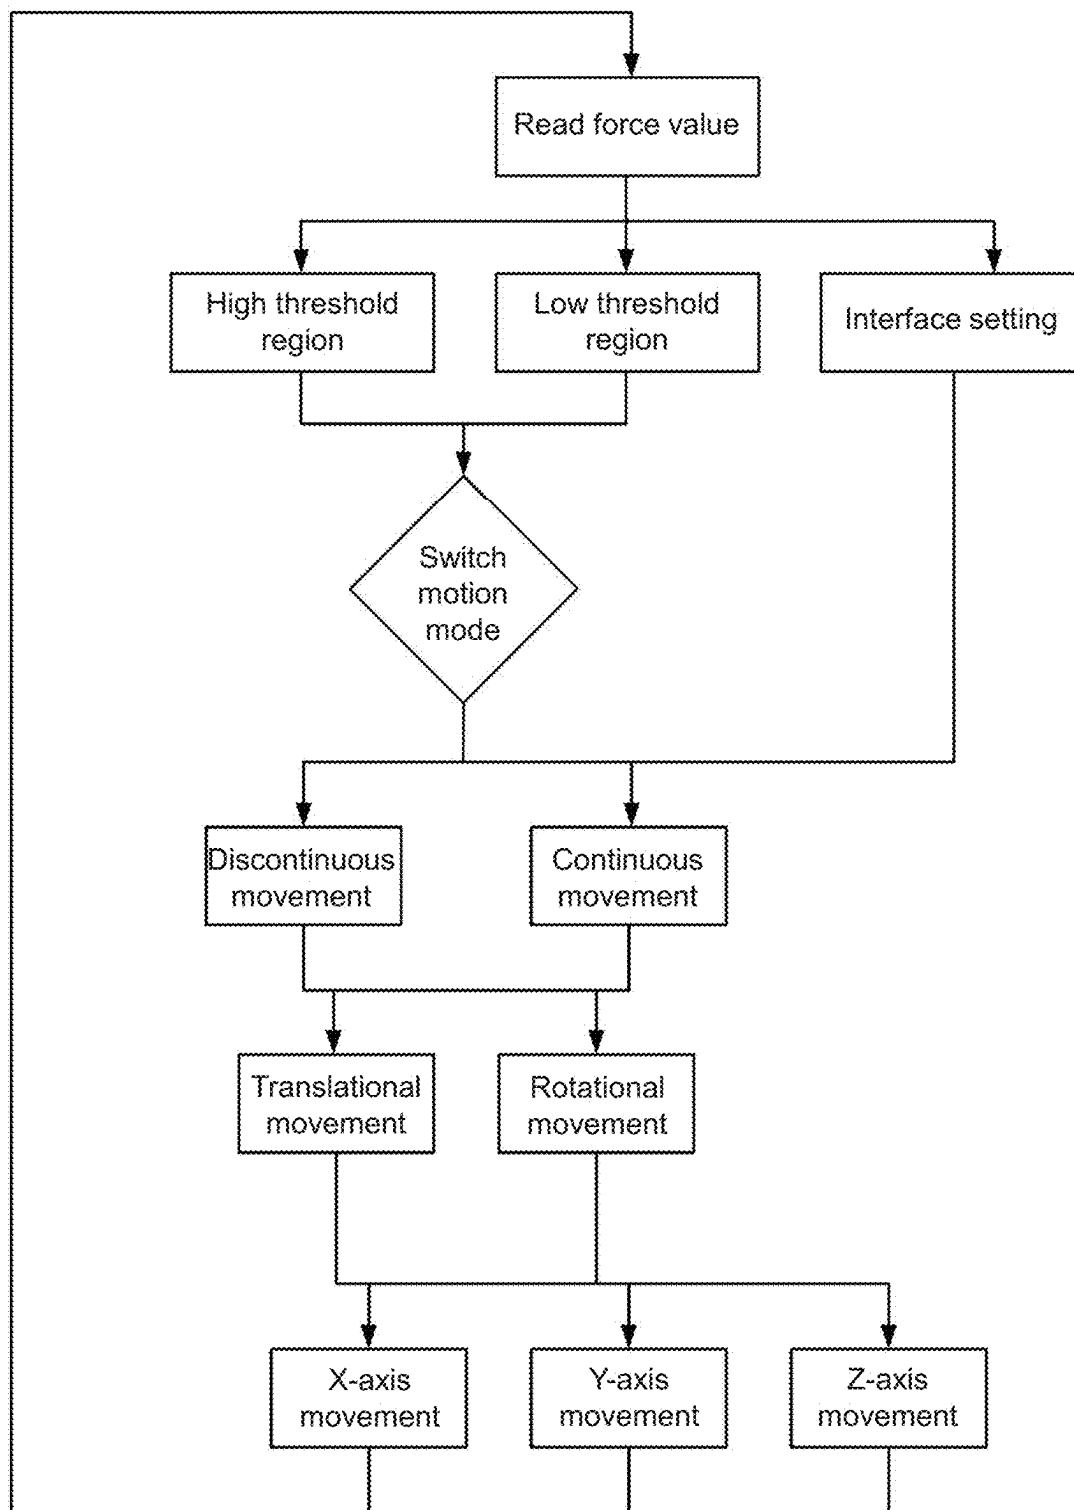 Read force value
High threshold
region
Low threshold
region
Interface setting
Switch
motion
mode
Discontinuous
movement
Continuous
movement
Translational
movement
Rotational
movement
X-axis
movement
Y-axis
movement
Z-axis
movement